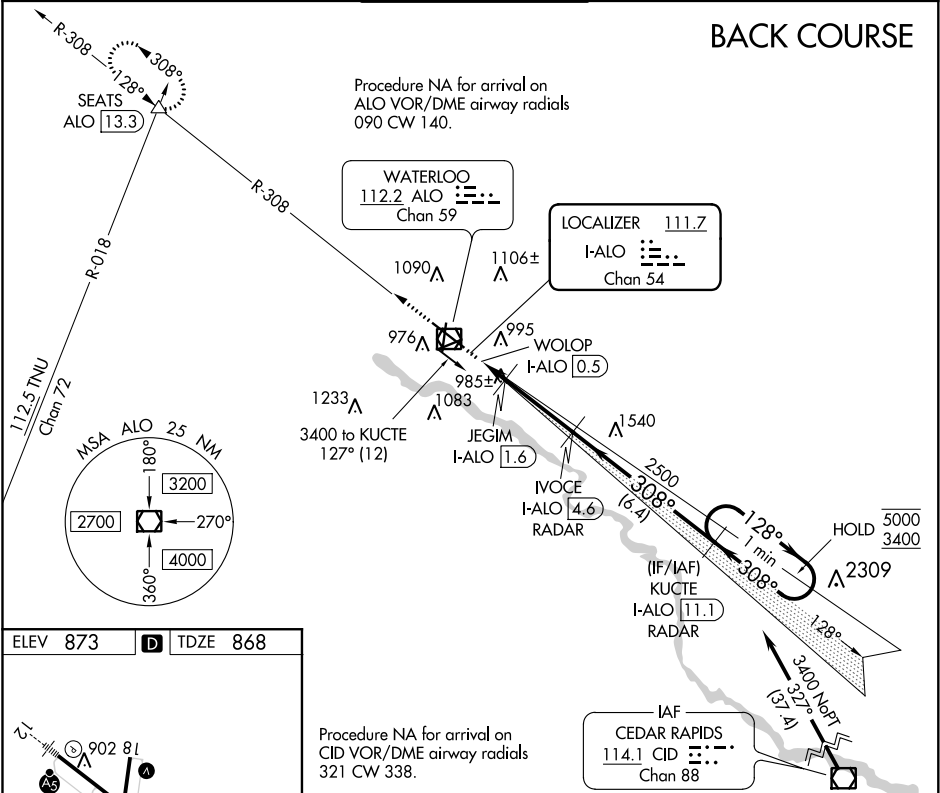 BACK COURSE
R-308
308°
128°
SEATS
ALO 13.3
Procedure NA for arrival on
ALO VOR/DME airway radials
090 CW 140.
R-308
WATERLOO
112.2 ALO
Chan 59
LOCALIZER 111.7
I-ALO
Chan 54
R-018
112.5 TNU
Chan 72
1090
1106±
976
995
WOLOP
I-ALO 0.5
985±
1233
1083
3400 to KUCTE
127° (12)
JEGIM
I-ALO 1.6
1540
IVOCE
I-ALO 4.6
RADAR
2500
308°
(6.4)
128°
1 min
308°
HOLD 5000
3400
2309
(IF/IAF)
KUCTE
I-ALO 11.1
RADAR
128°
MSA ALO 25 NM
180°
3200
2700
270°
4000
360°
3400 NoPT
327°
(37.4)
IAF
CEDAR RAPIDS
114.1 CID
Chan 88
Procedure NA for arrival on
CID VOR/DME airway radials
321 CW 338.
ELEV 873 D TDZE 868
12
P
902
18
V
A5